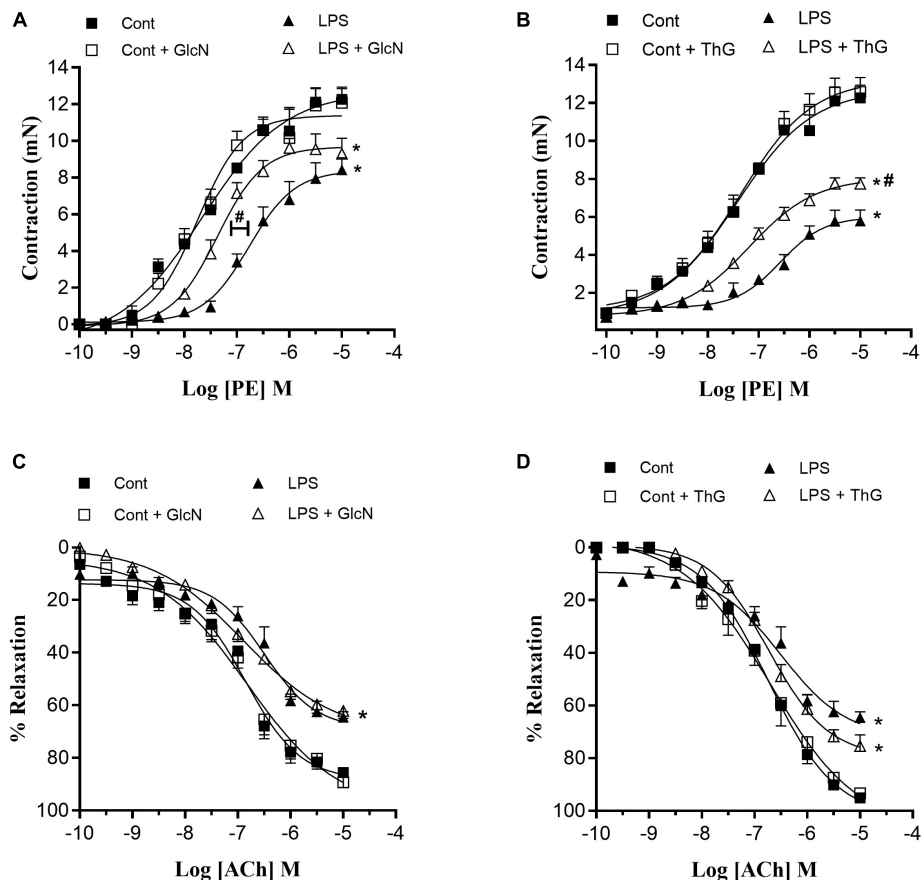 A
Cont
LPS
Cont + GlcN
LPS + GlcN
14
12
10
8
6
4
2
0
Contraction (mN)
*
*
#
-10
-9
-8
-7
-6
-5
-4
Log [PE] M
B
Cont
LPS
Cont + ThG
LPS + ThG
14
12
10
8
6
4
2
Contraction (mN)
*#
*
-10
-9
-8
-7
-6
-5
-4
Log [PE] M
C
Cont
LPS
Cont + GlcN
LPS + GlcN
0
20
40
60
80
100
% Relaxation
*
-10
-9
-8
-7
-6
-5
-4
Log [ACh] M
D
Cont
LPS
Cont + ThG
LPS + ThG
0
20
40
60
80
100
% Relaxation
*
*
-10
-9
-8
-7
-6
-5
-4
Log [ACh] M